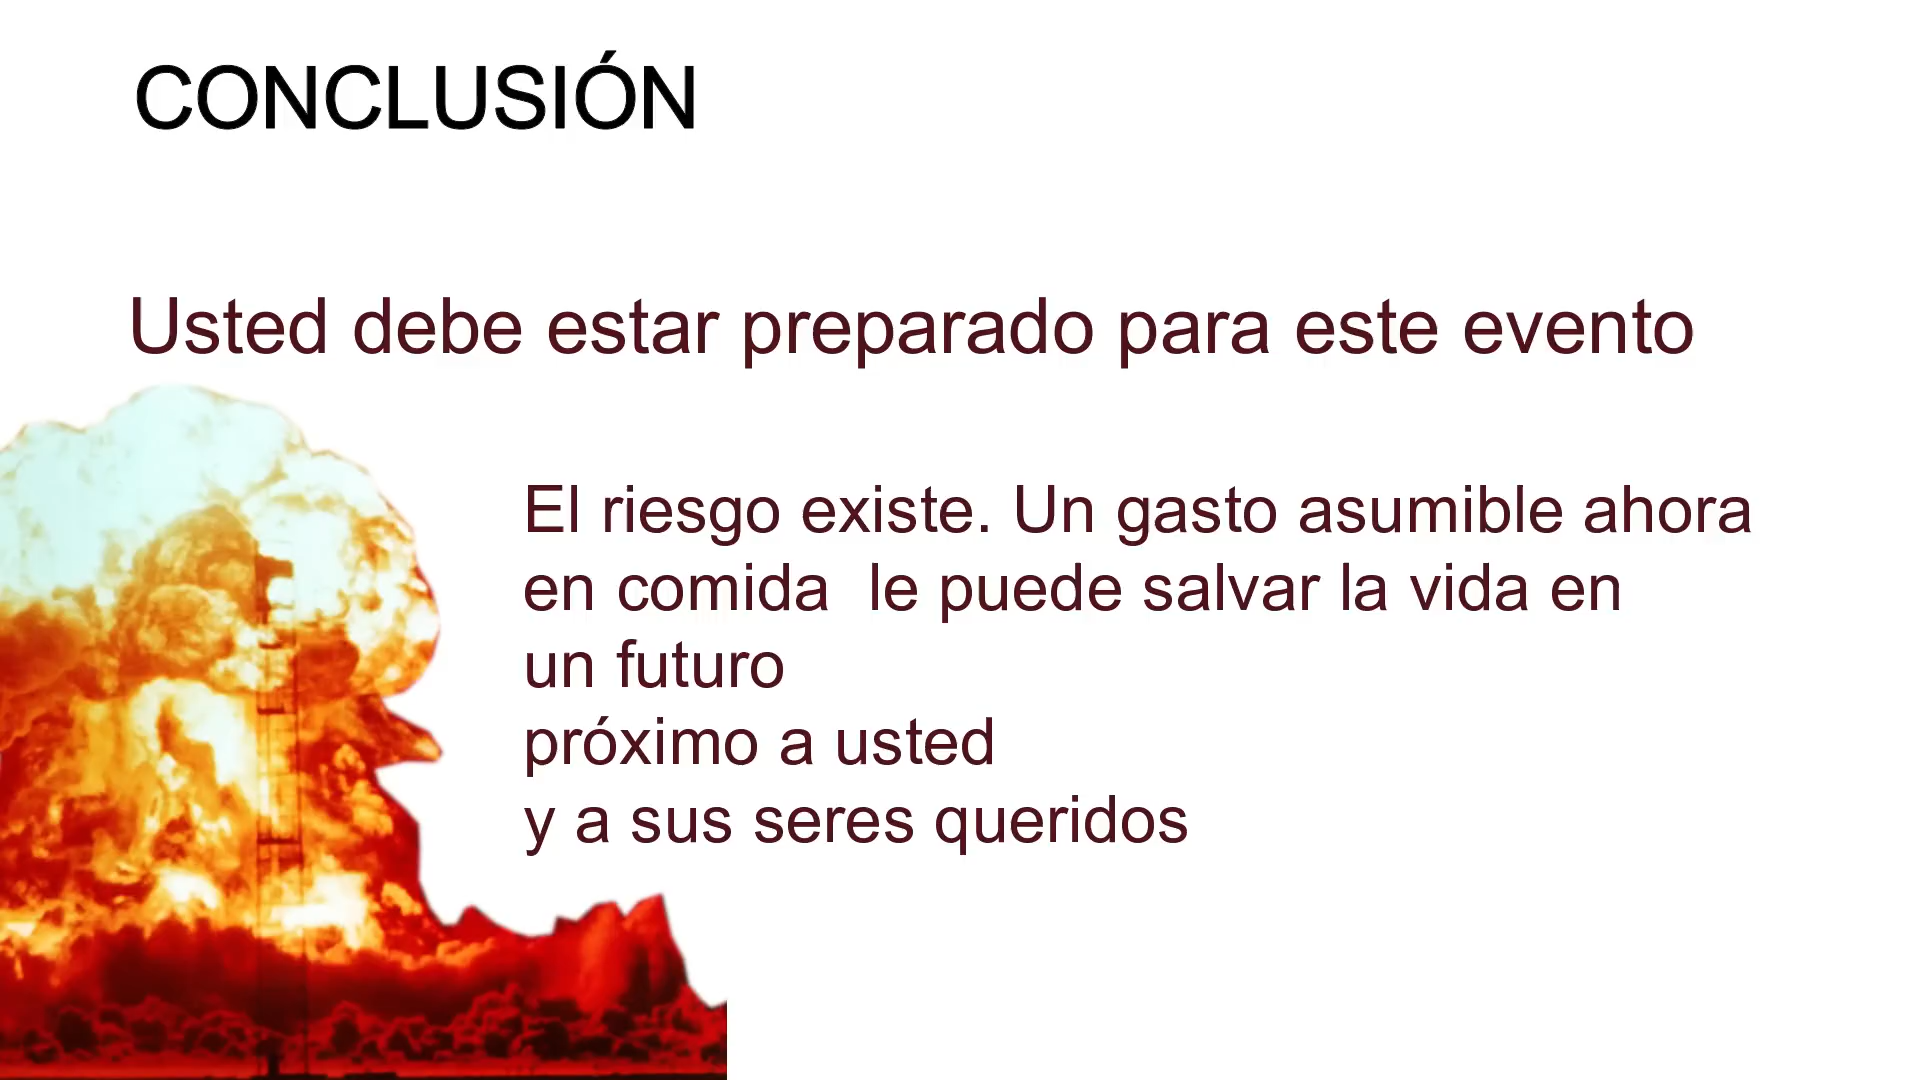 CONCLUSIÓN
Usted debe estar preparado para este evento
El riesgo existe. Un gasto asumible ahora
en comida  le puede salvar la vida en
un futuro
próximo a usted
y a sus seres queridos